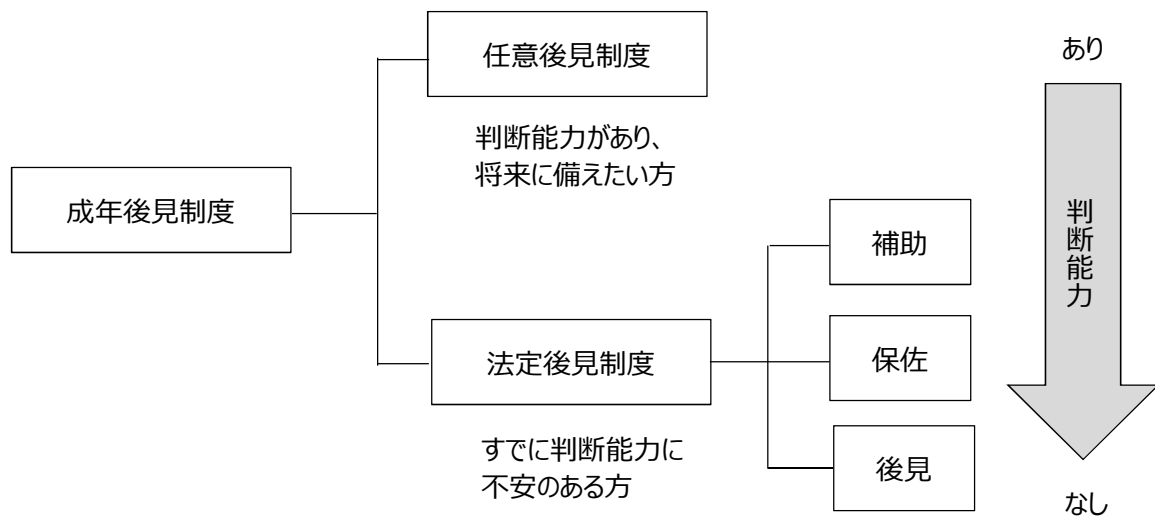 任意後見制度
判断能力があり、
将来に備えたい方
成年後見制度
法定後見制度
すでに判断能力に
不安のある方
補助
保佐
後見
あり
判断能力
なし